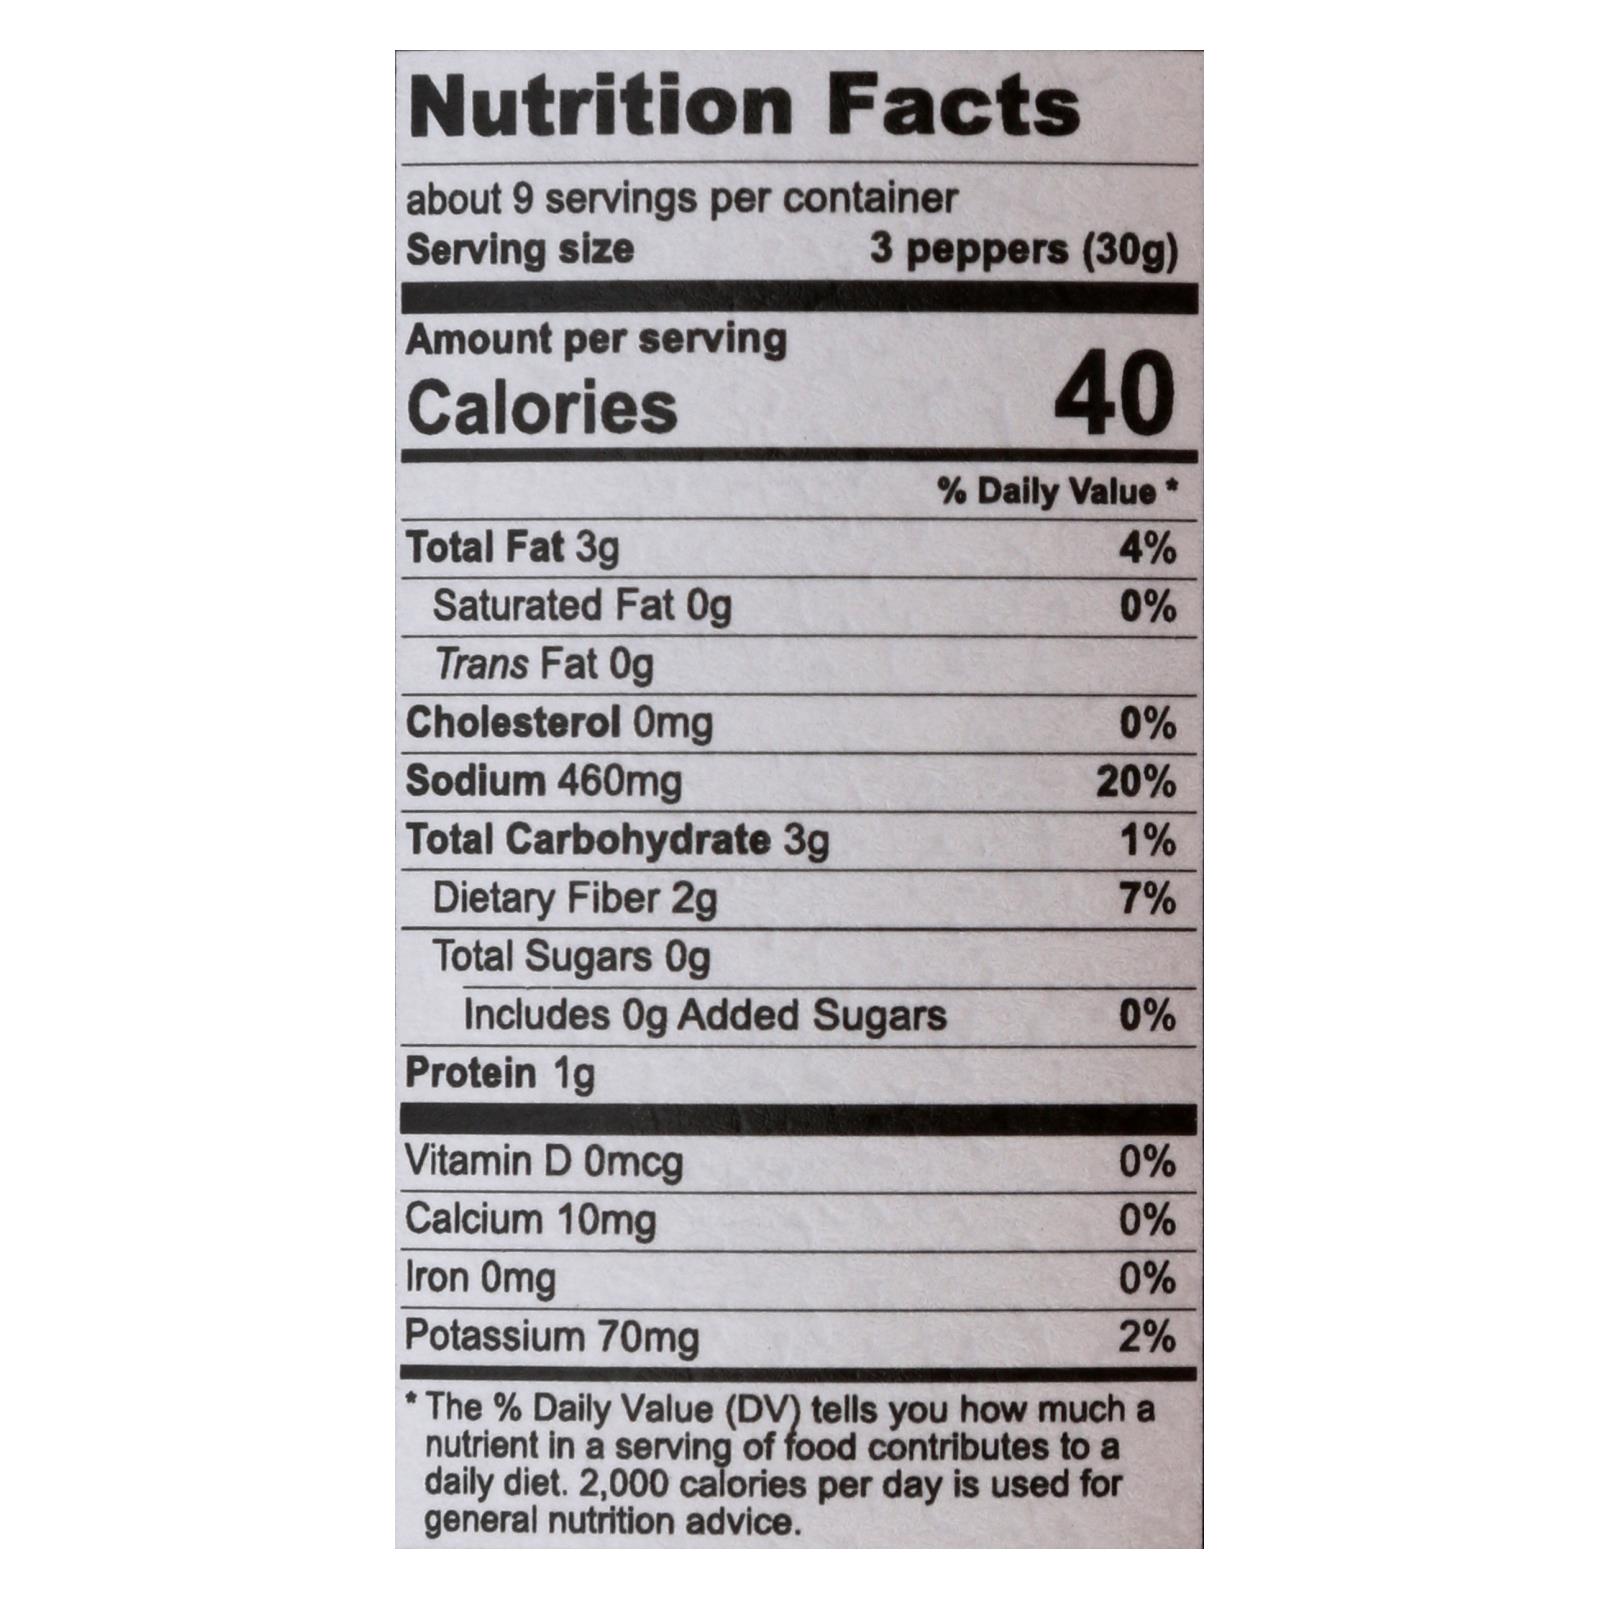 Nutrition Facts
about 9 servings per container
Serving size 3 peppers (30g)
Amount per serving
Calories 40
% Daily Value *
Total Fat 3g 4%
Saturated Fat 0g 0%
Trans Fat 0g
Cholesterol 0mg 0%
Sodium 460mg 20%
Total Carbohydrate 3g 1%
Dietary Fiber 2g 7%
Total Sugars 0g
Includes 0g Added Sugars 0%
Protein 1g
Vitamin D 0mcg 0%
Calcium 10mg 0%
Iron 0mg 0%
Potassium 70mg 2%
* The % Daily Value (DV) tells you how much a
nutrient in a serving of food contributes to a
daily diet. 2,000 calories per day is used for
general nutrition advice.